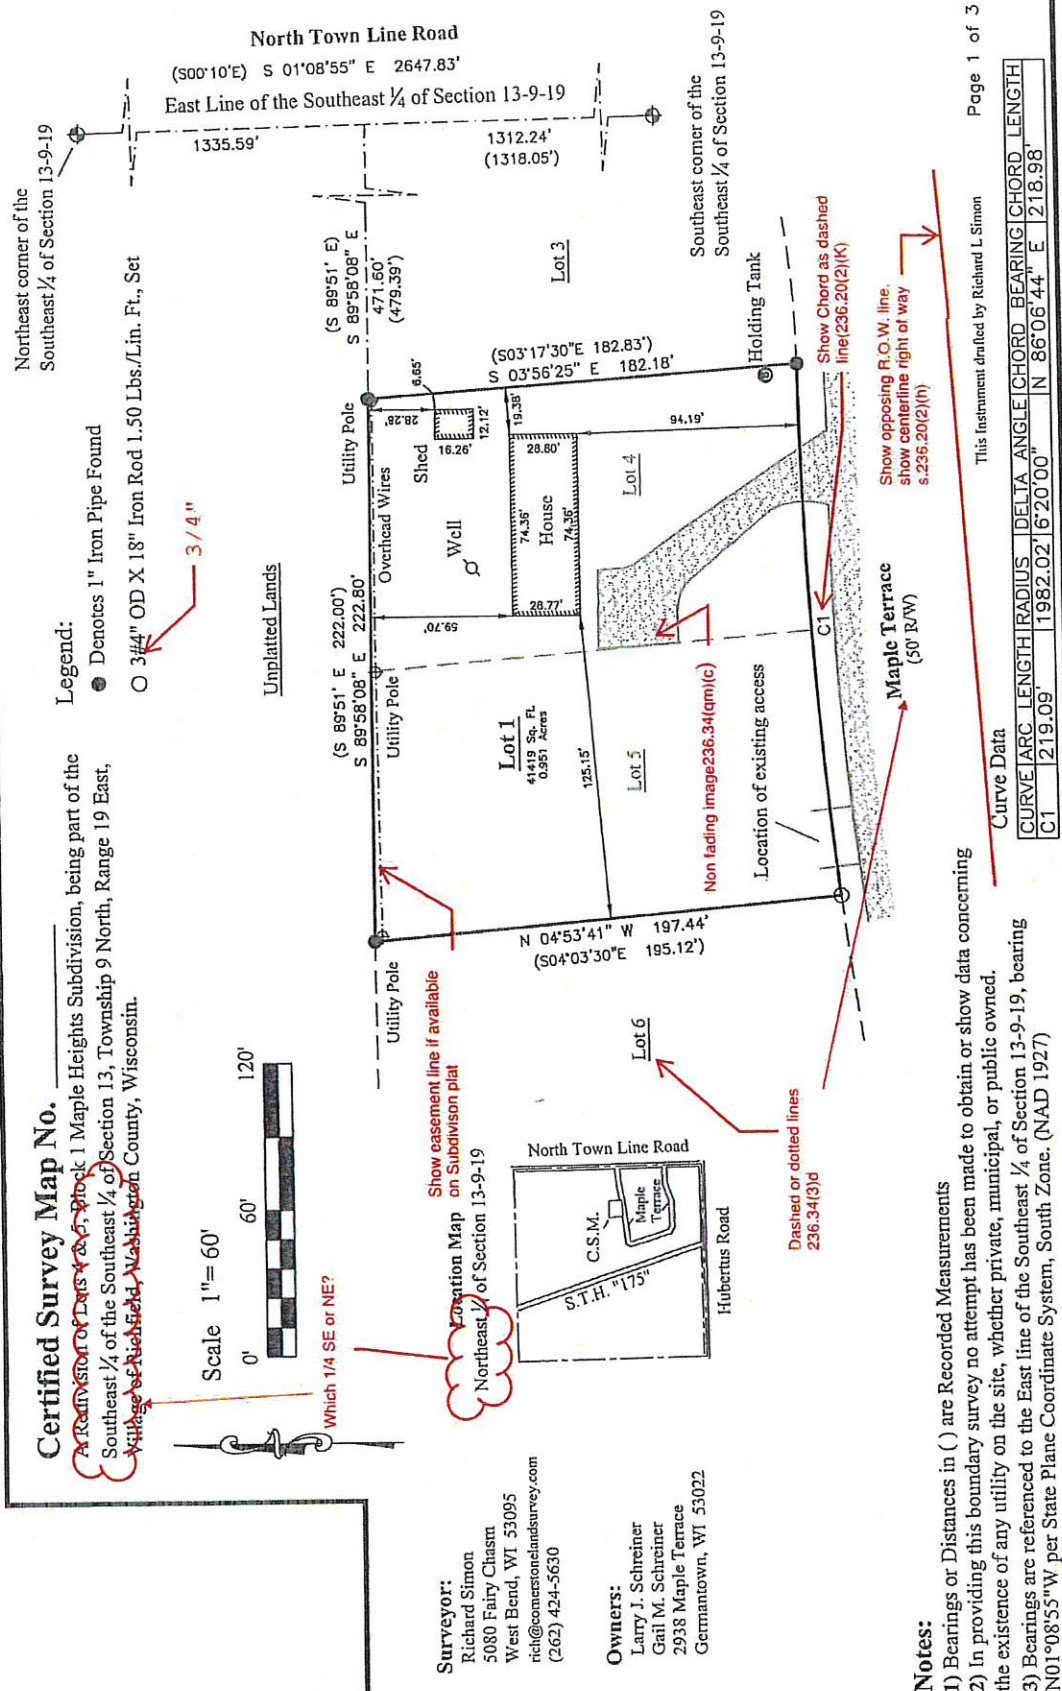 Certified Survey Map No.
A Redivision of Lots 4 & 5, Block 1 Maple Heights Subdivision, being part of the
Southeast ¼ of the Southeast ¼ of Section 13, Township 9 North, Range 19 East,
Village of Richfield, Washington County, Wisconsin.
Legend:
Denotes 1" Iron Pipe Found
3#4" OD X 18" Iron Rod 1.50 Lbs./Lin. Ft., Set
3/4"
Northeast corner of the
Southeast ¼ of Section 13-9-19
North Town Line Road
(S00°10'E) S 01°08'55" E 2647.83'
East Line of the Southeast ¼ of Section 13-9-19
1335.59'
1312.24'
(1318.05')
Southeast corner of the
Southeast ¼ of Section 13-9-19
Scale 1"= 60'
0'
60'
120'
Which 1/4 SE or NE?
Unplatted Lands
(S 89°51' E 222.00')
S 89°58'08" E 222.80'
(S 89°51' E)
S 89°58'08" E
471.60'
(479.39')
Utility Pole
Utility Pole
Utility Pole
Overhead Wires
Show easement line if available
on Subdivison plat
Shed
28.28'
6.65'
12.12'
16.26'
19.38'
Well
59.70'
74.36'
28.80'
House
74.36'
28.77'
94.19'
Lot 1
41419 Sq. Ft.
0.951 Acres
125.15'
Lot 3
Lot 4
Lot 5
Lot 6
(S03°17'30"E 182.83')
S 03°56'25" E 182.18'
Holding Tank
N 04°53'41" W 197.44'
(S04°03'30"E 195.12')
Non fading image236.34(qm)(c)
Location of existing access
C1
Show Chord as dashed
line(236.20(2)(K)
Maple Terrace
(50' R/W)
Show opposing R.O.W. line,
show centerline right of way
s.236.20(2)(h)
Dashed or dotted lines
236.34(3)d
Location Map
Northeast ¼ of Section 13-9-19
North Town Line Road
C.S.M.
Maple
Terrace
S.T.H. "175"
Hubertus Road
Surveyor:
Richard Simon
5080 Fairy Chasm
West Bend, WI 53095
rich@cornerstonelandsurvey.com
(262) 424-5630
Owners:
Larry J. Schreiner
Gail M. Schreiner
2938 Maple Terrace
Germantown, WI 53022
Notes:
1) Bearings or Distances in ( ) are Recorded Measurements
2) In providing this boundary survey no attempt has been made to obtain or show data concerning
the existence of any utility on the site, whether private, municipal, or public owned.
3) Bearings are referenced to the East line of the Southeast ¼ of Section 13-9-19, bearing
N01°08'55"W per State Plane Coordinate System, South Zone. (NAD 1927)
Curve Data
CURVE ARC LENGTH RADIUS DELTA ANGLE CHORD BEARING CHORD LENGTH
C1 219.09' 1982.02' 6°20'00" N 86°06'44" E 218.98'
This Instrument drafted by Richard L Simon
Page 1 of 3